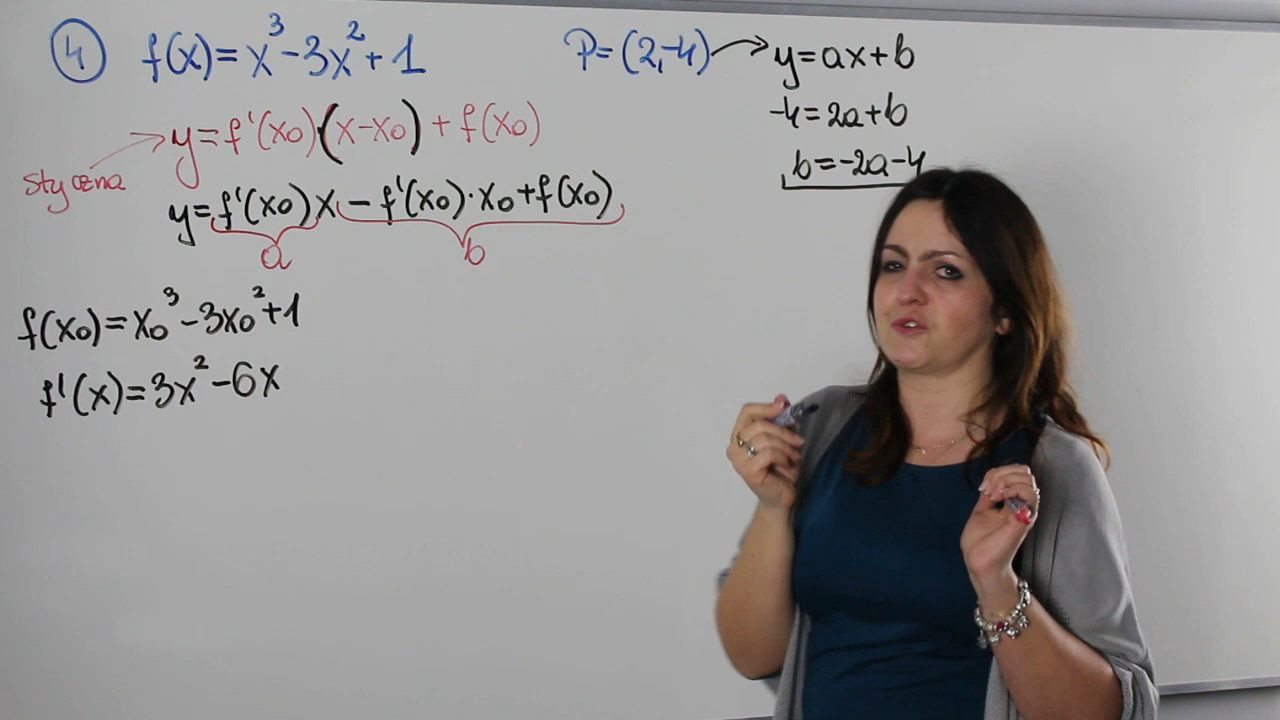 4 f(x)=x³-3x²+1 P=(2,-4) → y=ax+b
-4=2a+b
b=-2a-4
styczna → y=f'(x₀)(x-x₀)+f(x₀)
y=f'(x₀)x-f'(x₀)·x₀+f(x₀)
a b
f(x₀)=x₀³-3x₀²+1
f'(x)=3x²-6x